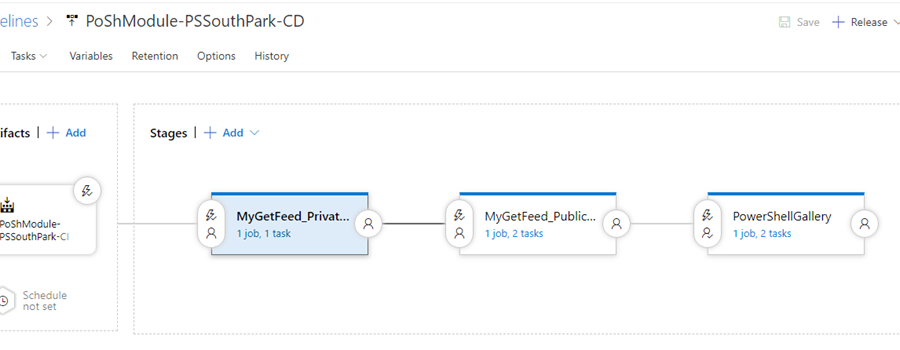 elines > PoShModule-PSSouthPark-CD
Save + Release
Tasks Variables Retention Options History
ifacts | + Add
Stages | + Add
PoShModule-
PSSouthPark-CI
Schedule
not set
MyGetFeed_Privat...
1 job, 1 task
MyGetFeed_Public...
1 job, 2 tasks
PowerShellGallery
1 job, 2 tasks